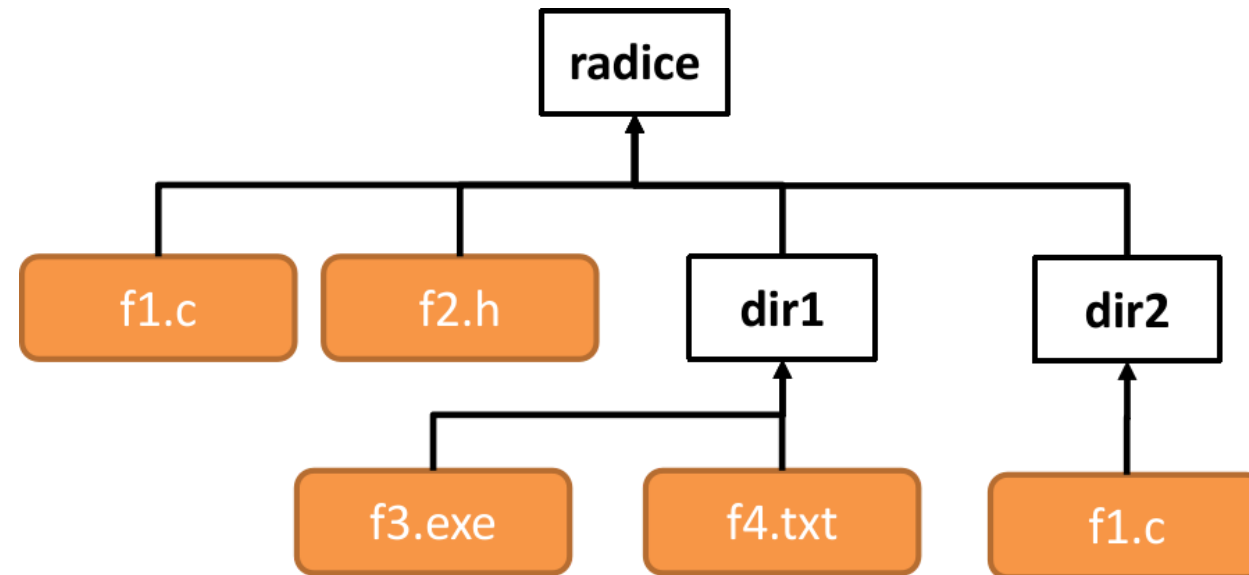 radice
f1.c
f2.h
dir1
dir2
f3.exe
f4.txt
f1.c